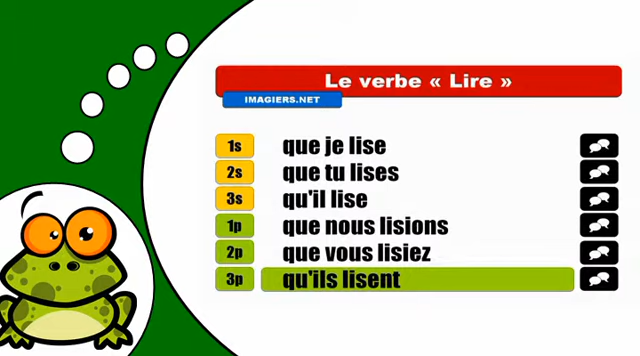 Le verbe « Lire »
IMAGIERS.NET
1s que je lise
2s que tu lises
3s qu'il lise
1p que nous lisions
2p que vous lisiez
3p qu'ils lisent